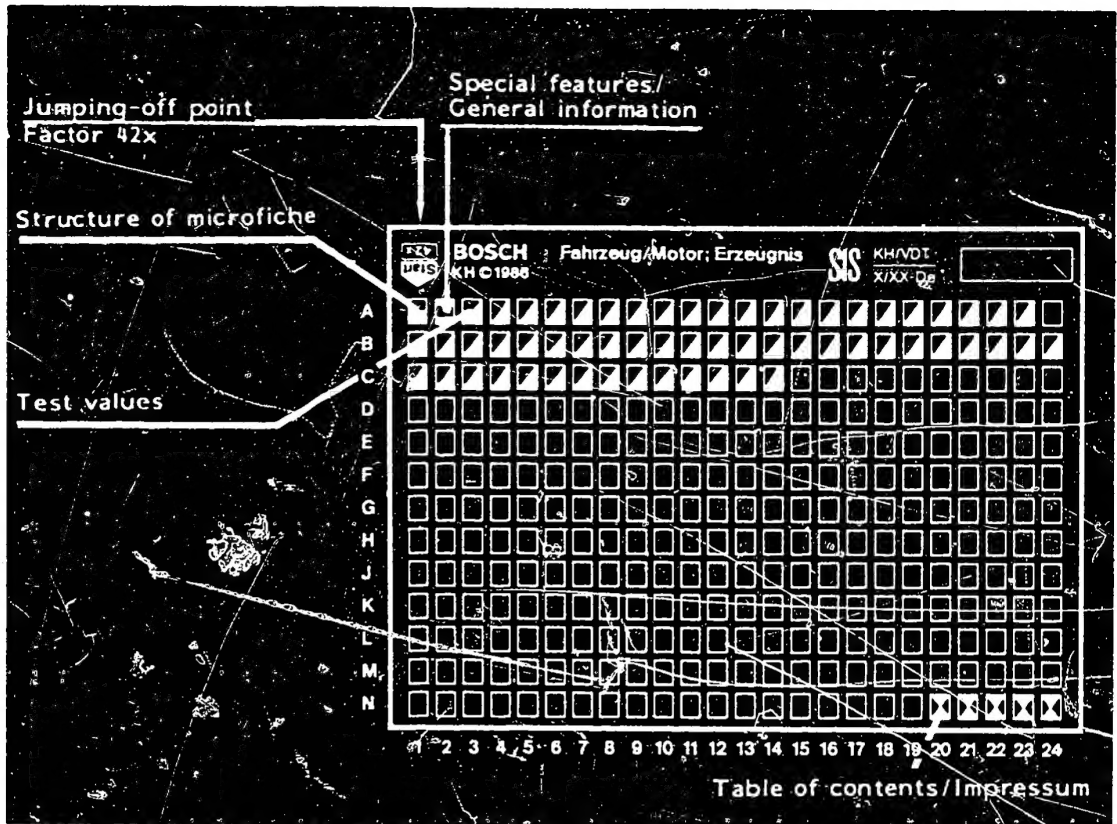 Special features/
General information
Jumping-off point
Factor 42x
Structure of microfiche
Test values
42x
BOSCH
KH © 1986
Fahrzeug/Motor; Erzeugnis
SIS
KH/VDT
X/XX-De
A
B
C
D
E
F
G
H
J
K
L
M
N
1 2 3 4 5 6 7 8 9 10 11 12 13 14 15 16 17 18 19 20 21 22 23 24
Table of contents/Impressum